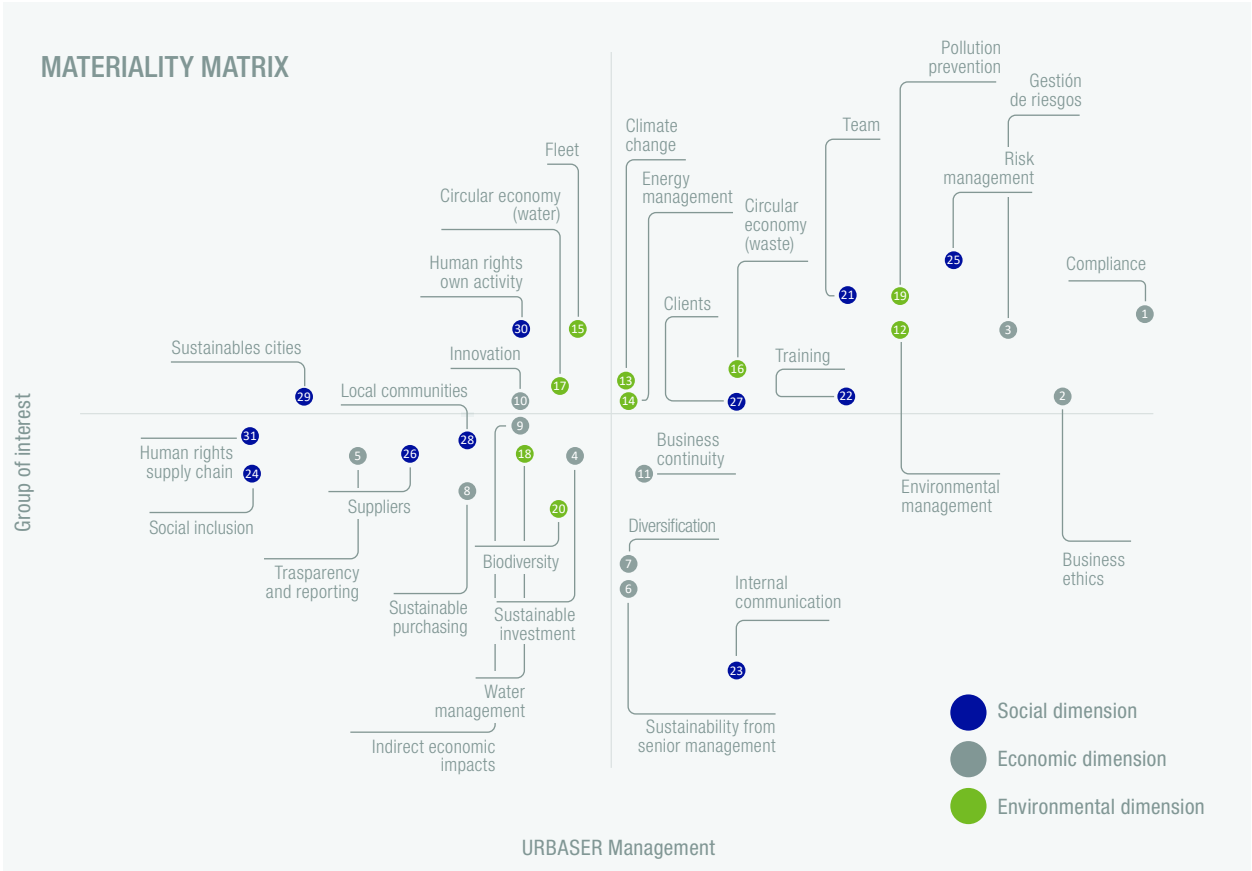 MATERIALITY MATRIX
Pollution
prevention
Gestión
de riesgos
Team
Climate
change
Fleet
Risk
management
Energy
management
Circular economy
(water)
Circular
economy
(waste)
Human rights
own activity
25
Compliance
21
19
Clients
1
30
15
12
3
Sustainables cities
Innovation
Training
16
13
17
Local communities
29
10
14
27
22
2
9
31
28
Human rights
supply chain
5
26
18
4
Business
continuity
24
11
8
Environmental
management
Suppliers
20
Social inclusion
Diversification
Biodiversity
7
Business
ethics
Trasparency
and reporting
6
Internal
communication
Sustainable
purchasing
Sustainable
investment
23
Water
management
Sustainability from
senior management
Indirect economic
impacts
Group of interest
URBASER Management
Social dimension
Economic dimension
Environmental dimension